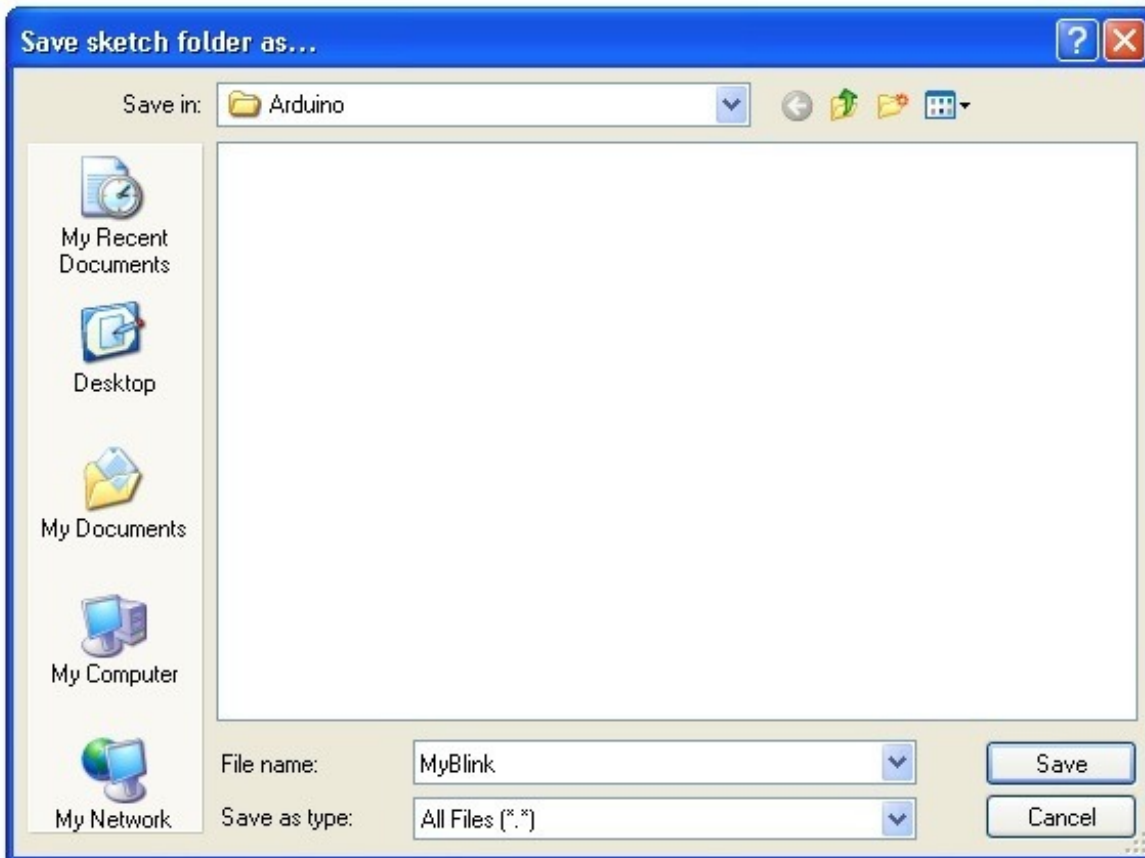 Save sketch folder as...
?
Save in:
Arduino
My Recent
Documents
Desktop
My Documents
My Computer
My Network
File name:
MyBlink
Save
Save as type:
All Files (*.*)
Cancel